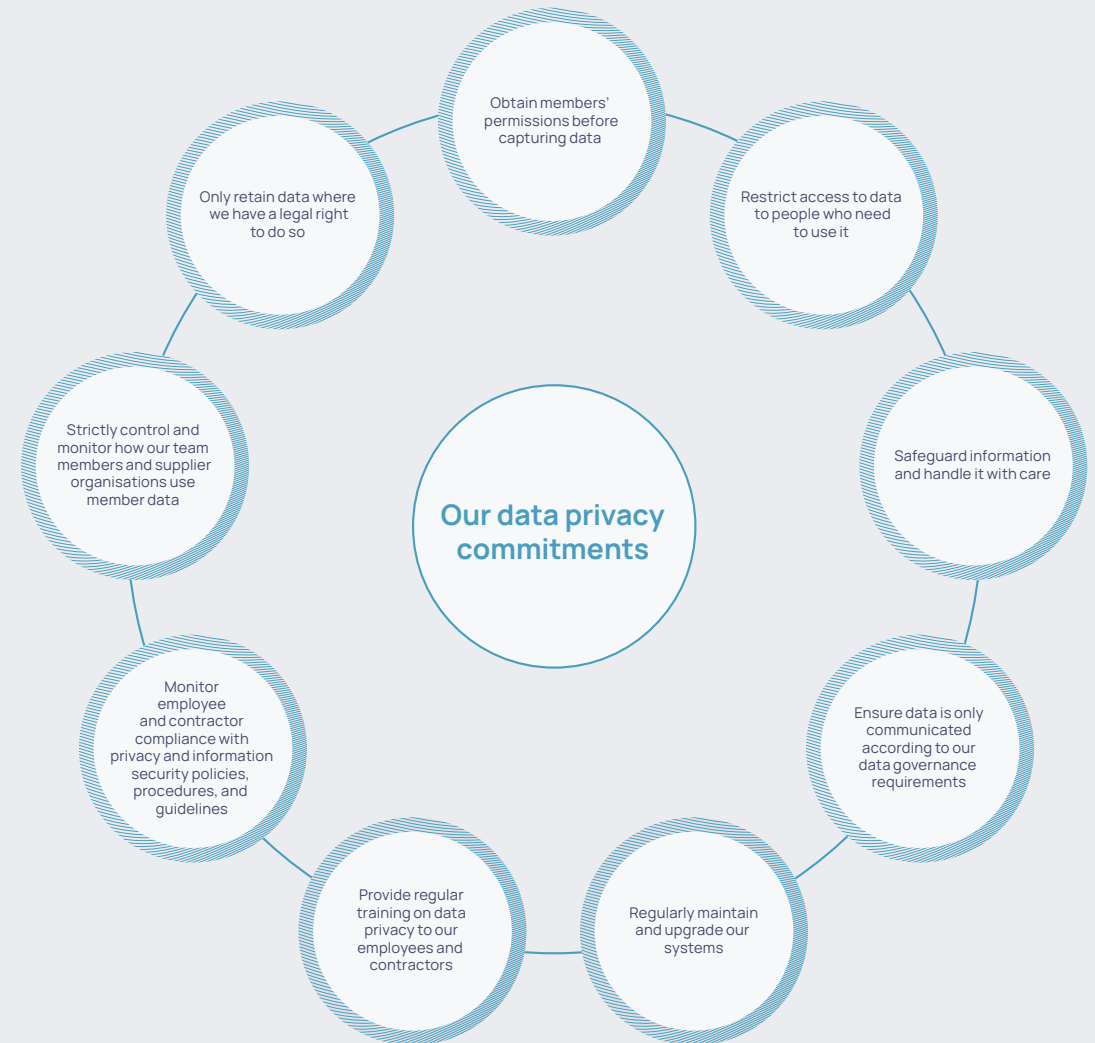 Obtain members'
permissions before
capturing data
Restrict access to data
to people who need
to use it
Safeguard information
and handle it with care
Ensure data is only
communicated
according to our
data governance
requirements
Regularly maintain
and upgrade our
systems
Provide regular
training on data
privacy to our
employees and
contractors
Monitor
employee
and contractor
compliance with
privacy and information
security policies,
procedures, and
guidelines
Strictly control and
monitor how our team
members and supplier
organisations use
member data
Only retain data where
we have a legal right
to do so
Our data privacy
commitments